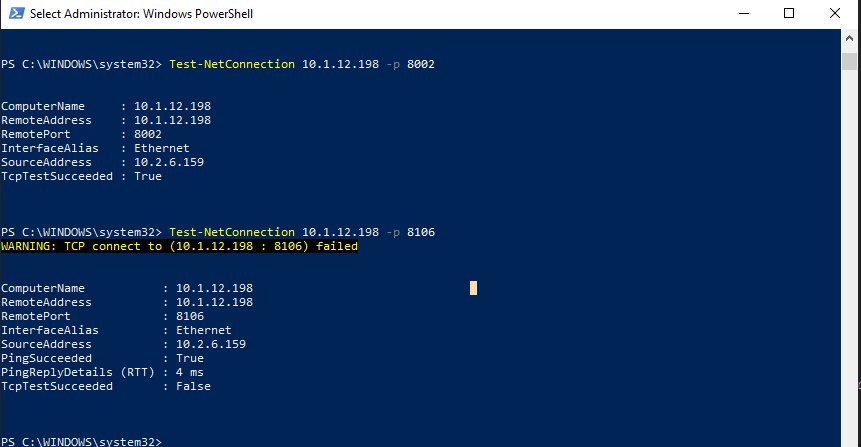 Select Administrator: Windows PowerShell
PS C:\WINDOWS\system32> Test-NetConnection 10.1.12.198 -p 8002
ComputerName     : 10.1.12.198
RemoteAddress    : 10.1.12.198
RemotePort       : 8002
InterfaceAlias   : Ethernet
SourceAddress    : 10.2.6.159
TcpTestSucceeded : True
PS C:\WINDOWS\system32> Test-NetConnection 10.1.12.198 -p 8106
WARNING: TCP connect to (10.1.12.198 : 8106) failed
ComputerName           : 10.1.12.198
RemoteAddress          : 10.1.12.198
RemotePort             : 8106
InterfaceAlias         : Ethernet
SourceAddress          : 10.2.6.159
PingSucceeded          : True
PingReplyDetails (RTT) : 4 ms
TcpTestSucceeded       : False
PS C:\WINDOWS\system32>